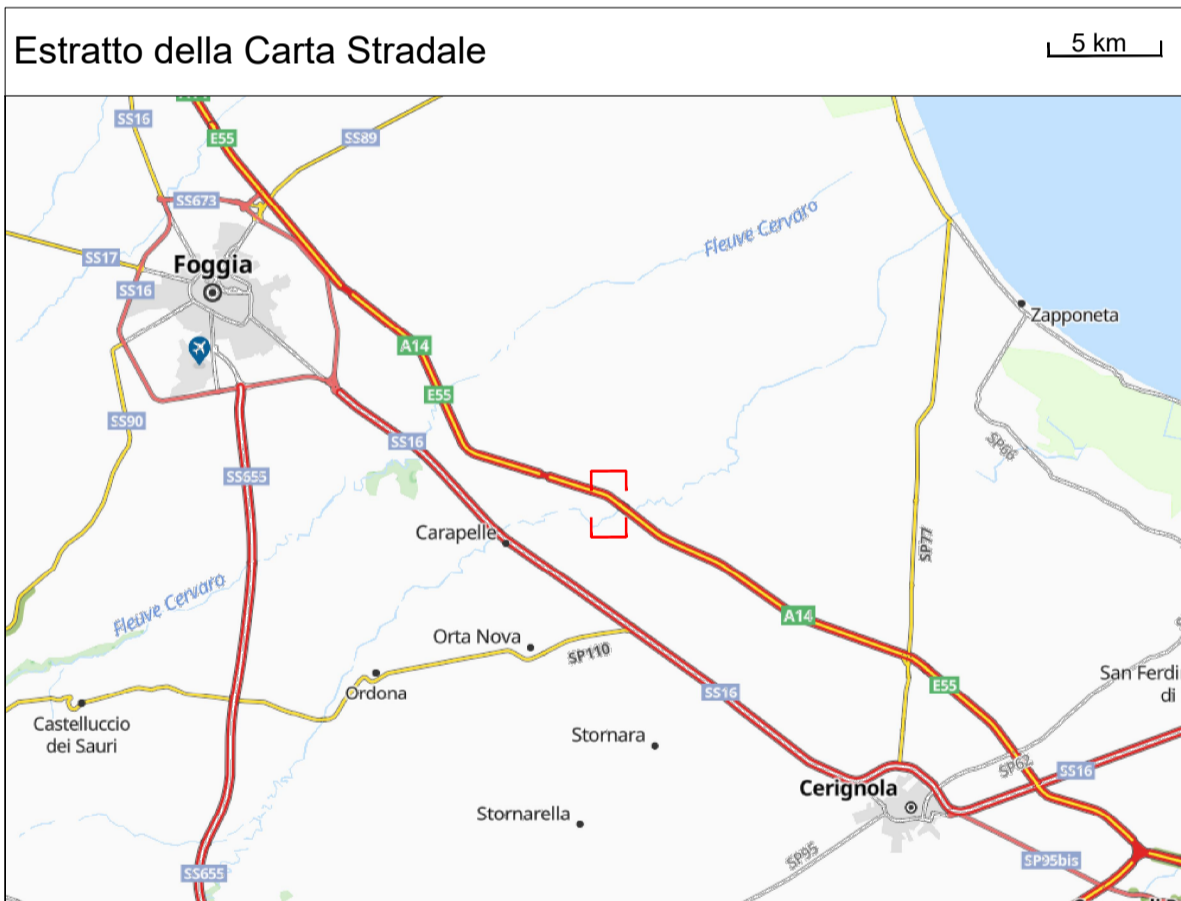 Estratto della Carta Stradale
5 km
SS16
E55
SS89
SS673
Fleuve Cervaro
SS17
Foggia
SS16
Zapponeta
A14
E55
SS90
SS16
SP66
SS655
Carapelle
SP77
Fleuve Cervaro
A14
Orta Nova
SP110
San Ferdi
di
Ordona
E55
SS16
Castelluccio
dei Sauri
Stornara
SP62
SS16
Cerignola
Stornarella
SP95
SP95bis
SS655